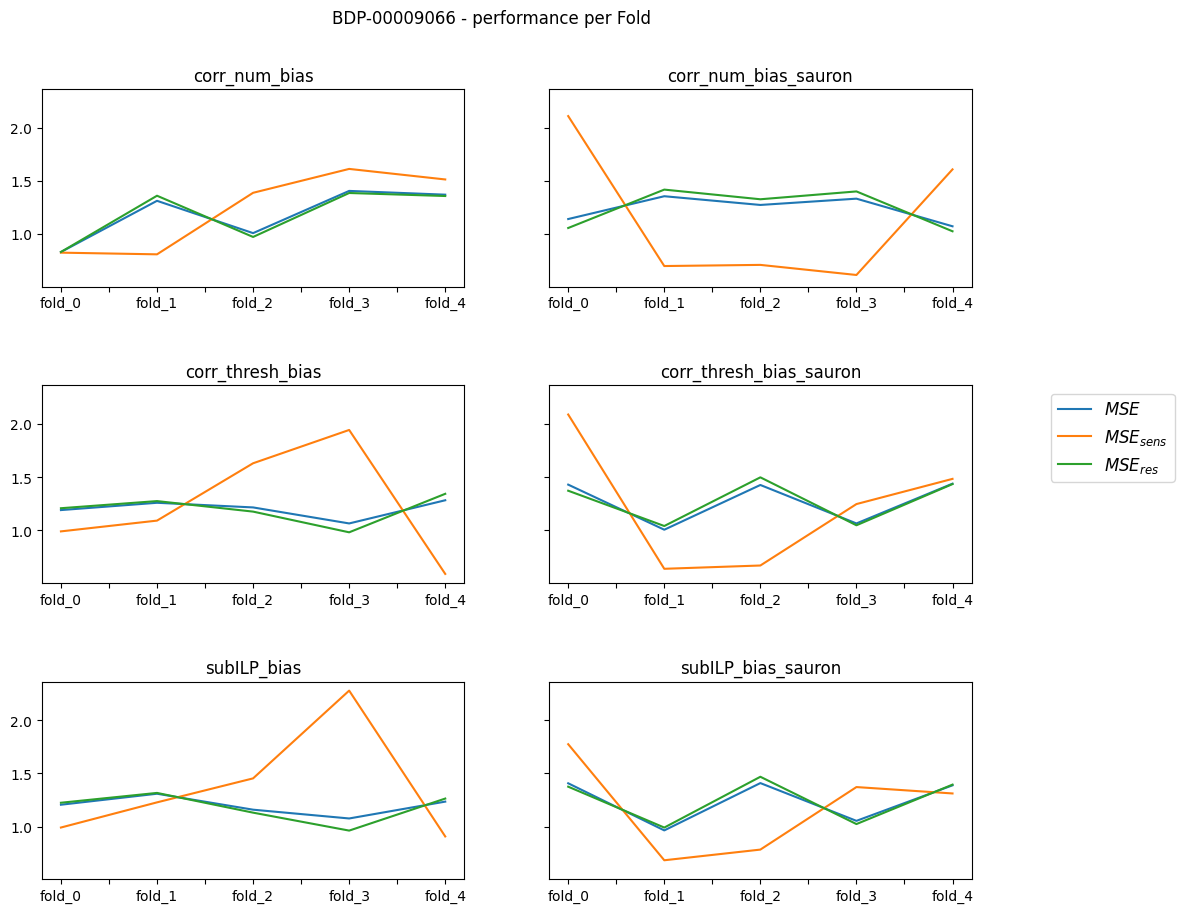 BDP-00009066 - performance per Fold
corr_num_bias
corr_num_bias_sauron
2.0
1.5
1.0
fold_0 fold_1 fold_2 fold_3 fold_4
fold_0 fold_1 fold_2 fold_3 fold_4
corr_thresh_bias
corr_thresh_bias_sauron
2.0
1.5
1.0
fold_0 fold_1 fold_2 fold_3 fold_4
fold_0 fold_1 fold_2 fold_3 fold_4
MSE
MSE_sens
MSE_res
subILP_bias
subILP_bias_sauron
2.0
1.5
1.0
fold_0 fold_1 fold_2 fold_3 fold_4
fold_0 fold_1 fold_2 fold_3 fold_4